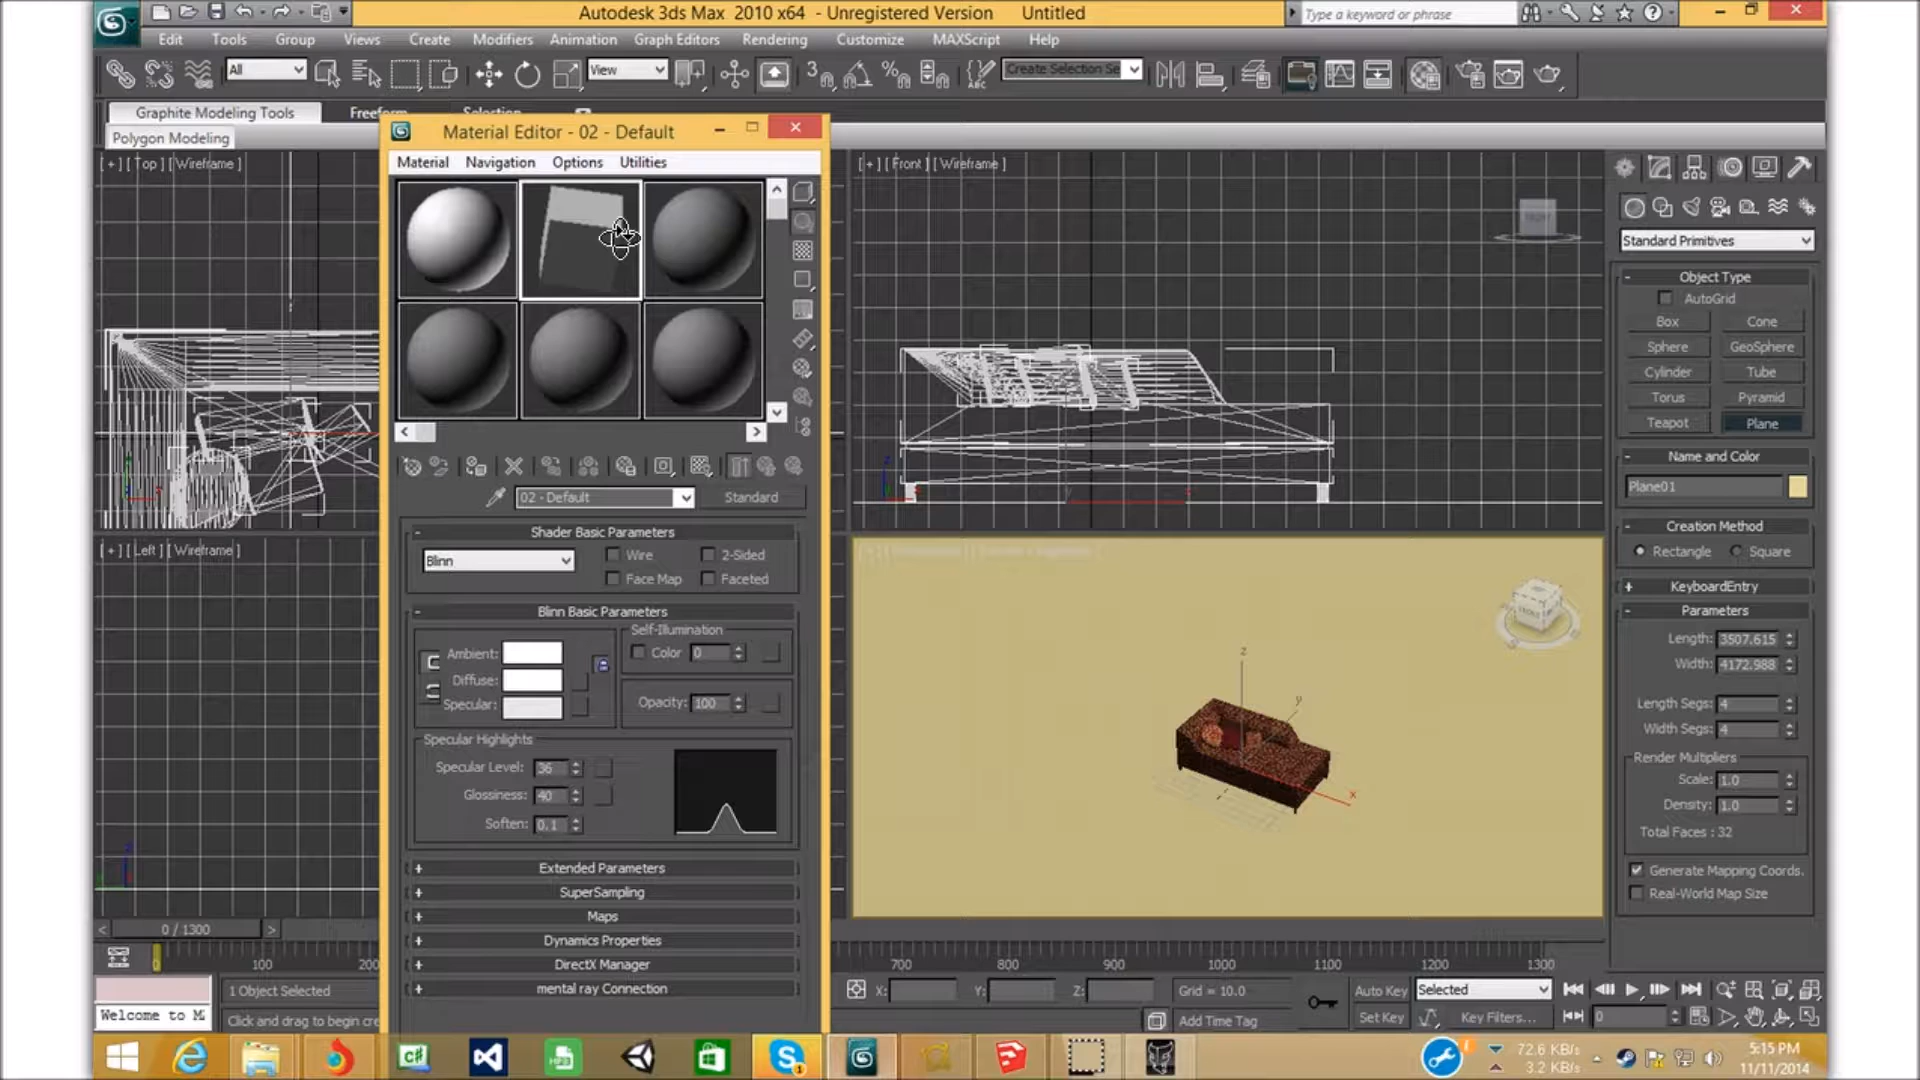 Autodesk 3ds Max 2010 x64 - Unregistered Version Untitled
Type a keyword or phrase
Edit Tools Group Views Create Modifiers Animation Graph Editors Rendering Customize MAXScript Help
All
View
3
ABC
Create Selection Se
Graphite Modeling Tools Freeform Selection
Polygon Modeling
Material Editor - 02 - Default
Material Navigation Options Utilities
[ + ] [ Top ] [ Wireframe ]
[ + ] [ Front ] [ Wireframe ]
FRONT
02 - Default
Standard
Shader Basic Parameters
Blinn
Wire
2-Sided
Face Map
Faceted
Blinn Basic Parameters
Self-Illumination
Ambient:
Color 0
Diffuse:
Specular:
Opacity: 100
Specular Highlights
Specular Level: 36
Glossiness: 40
Soften: 0.1
+ Extended Parameters
+ SuperSampling
+ Maps
+ Dynamics Properties
+ DirectX Manager
+ mental ray Connection
[ + ] [ Left ] [ Wireframe ]
z
y
x
Standard Primitives
- Object Type
AutoGrid
Box Cone
Sphere GeoSphere
Cylinder Tube
Torus Pyramid
Teapot Plane
- Name and Color
Plane01
- Creation Method
Rectangle Square
+ KeyboardEntry
- Parameters
Length: 3507.615
Width: 4172.988
Length Segs: 4
Width Segs: 4
Render Multipliers
Scale: 1.0
Density: 1.0
Total Faces : 32
Generate Mapping Coords.
Real-World Map Size
< 0 / 1300 >
100 200 700 800 900 1000 1100 1200 1300
1 Object Selected
X: Y: Z: Grid = 10.0
Auto Key Selected
Welcome to M
Click and drag to begin cre
Add Time Tag
Set Key Key Filters... 0
C#
72.6 KB/s
3.2 KB/s
5:15 PM
11/11/2014